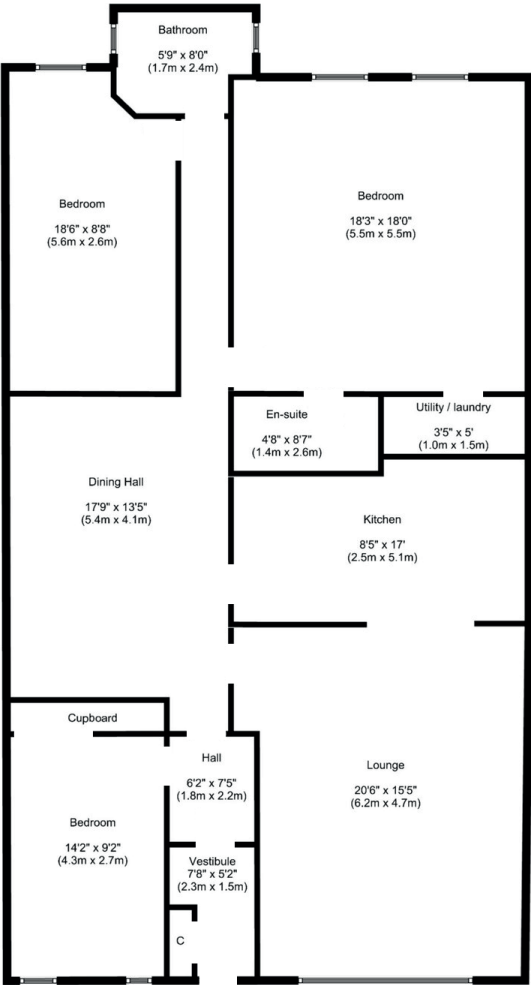 Bathroom
5'9" x 8'0"
(1.7m x 2.4m)
Bedroom
18'6" x 8'8"
(5.6m x 2.6m)
Bedroom
18'3" x 18'0"
(5.5m x 5.5m)
En-suite
4'8" x 8'7"
(1.4m x 2.6m)
Utility / laundry
3'5" x 5'
(1.0m x 1.5m)
Dining Hall
17'9" x 13'5"
(5.4m x 4.1m)
Kitchen
8'5" x 17'
(2.5m x 5.1m)
Cupboard
Hall
6'2" x 7'5"
(1.8m x 2.2m)
Lounge
20'6" x 15'5"
(6.2m x 4.7m)
Bedroom
14'2" x 9'2"
(4.3m x 2.7m)
Vestibule
7'8" x 5'2"
(2.3m x 1.5m)
C